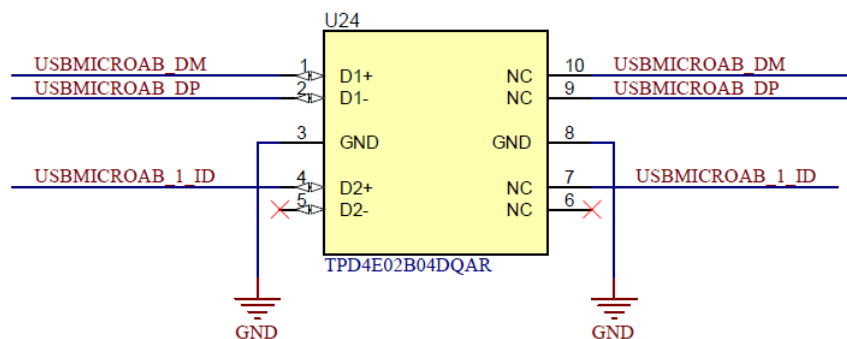 U24
USBMICROAB_DM 1 D1+ NC 10 USBMICROAB_DM
USBMICROAB_DP 2 D1- NC 9 USBMICROAB_DP
3 GND GND 8
USBMICROAB_1_ID 4 D2+ NC 7 USBMICROAB_1_ID
5 D2- NC 6
TPD4E02B04DQAR
GND GND